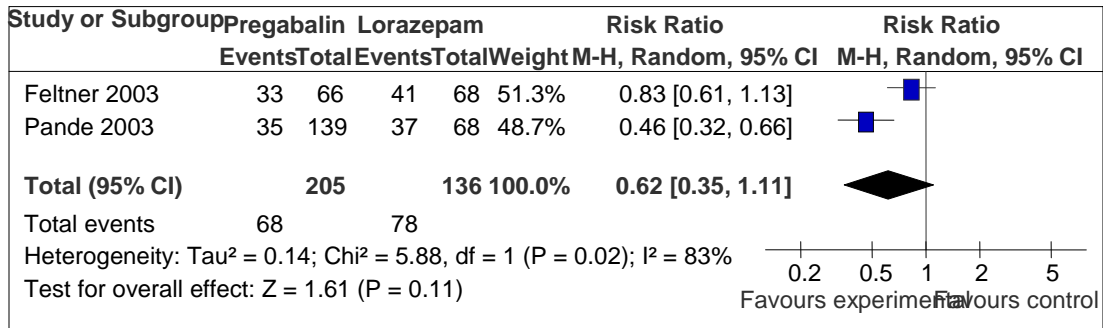 Study or Subgroup Pregabalin Lorazepam Risk Ratio Risk Ratio
Events Total Events Total Weight M-H, Random, 95% CI M-H, Random, 95% CI
Feltner 2003 33 66 41 68 51.3% 0.83 [0.61, 1.13]
Pande 2003 35 139 37 68 48.7% 0.46 [0.32, 0.66]
Total (95% CI) 205 136 100.0% 0.62 [0.35, 1.11]
Total events 68 78
Heterogeneity: Tau² = 0.14; Chi² = 5.88, df = 1 (P = 0.02); I² = 83%
Test for overall effect: Z = 1.61 (P = 0.11)
0.2 0.5 1 2 5
Favours experimental Favours control